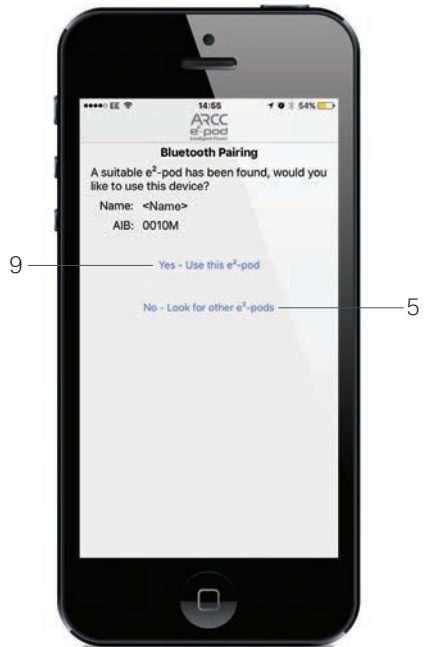 ●●●●○ EE 14:55 54%
ARCC
e²-pod
Intelligent Power
Bluetooth Pairing
A suitable e²-pod has been found, would you
like to use this device?
Name: <Name>
AIB: 0010M
9 Yes - Use this e²-pod
No - Look for other e²-pods 5